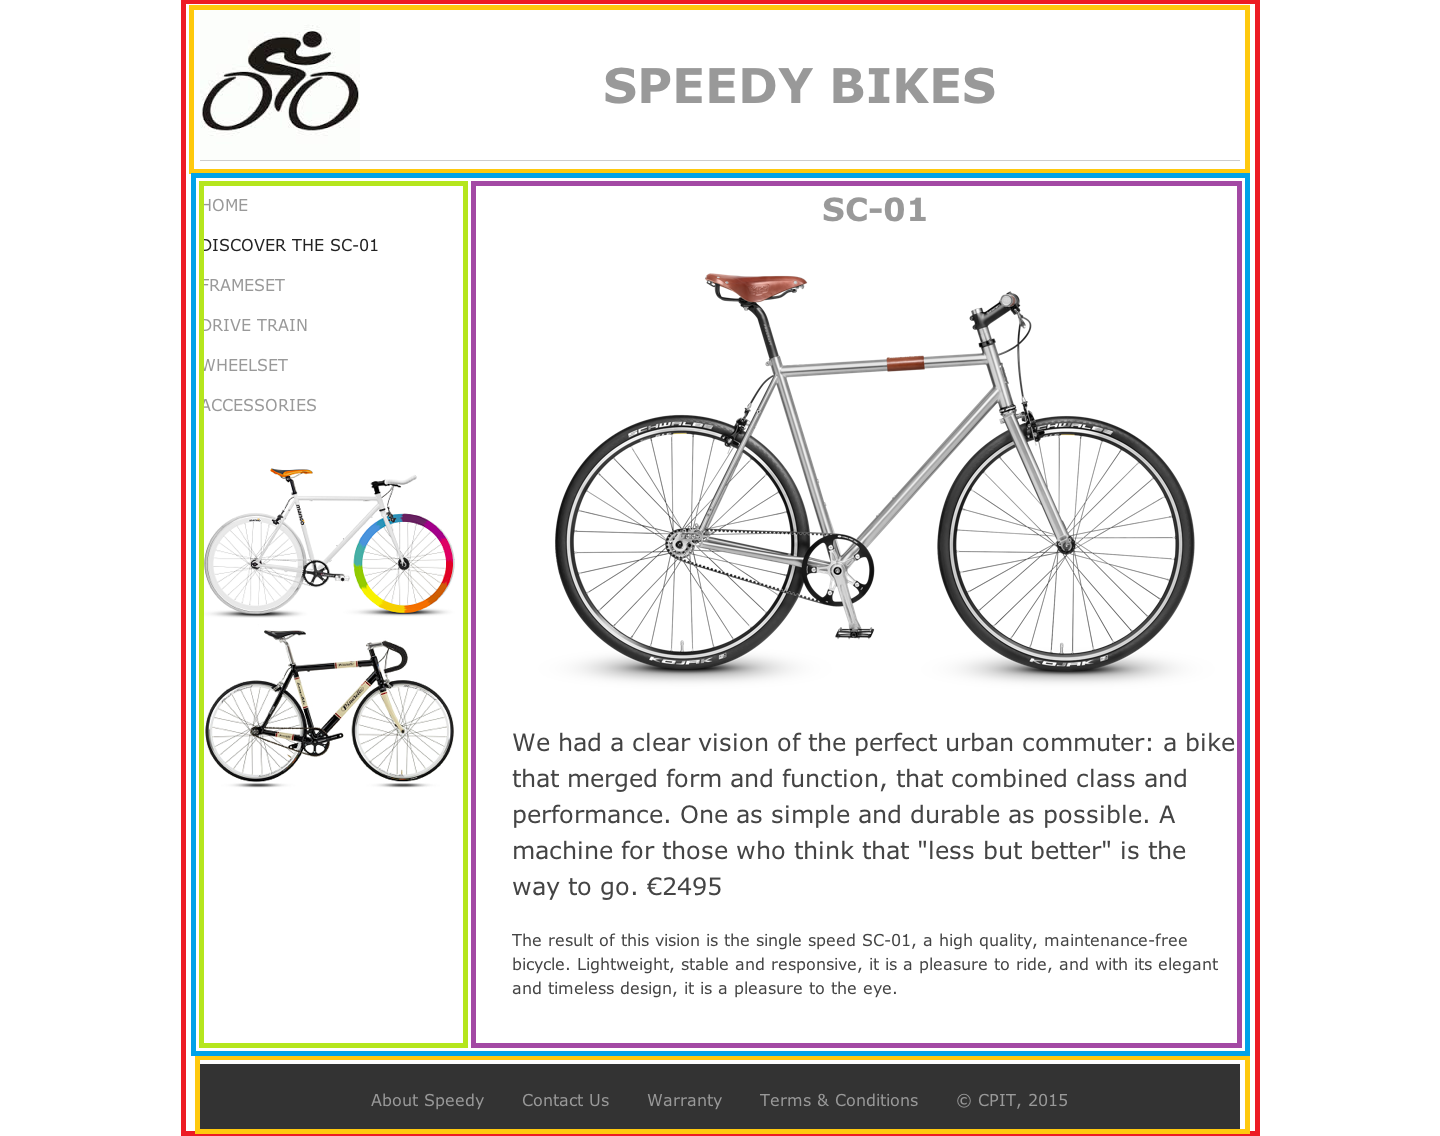 SPEEDY BIKES
HOME
DISCOVER THE SC-01
FRAMESET
DRIVE TRAIN
WHEELSET
ACCESSORIES
SC-01
SCHWALBE
SCHWALBE
KOJAK
KOJAK
We had a clear vision of the perfect urban commuter: a bike
that merged form and function, that combined class and
performance. One as simple and durable as possible. A
machine for those who think that "less but better" is the
way to go. €2495
The result of this vision is the single speed SC-01, a high quality, maintenance-free
bicycle. Lightweight, stable and responsive, it is a pleasure to ride, and with its elegant
and timeless design, it is a pleasure to the eye.
About Speedy Contact Us Warranty Terms & Conditions © CPIT, 2015